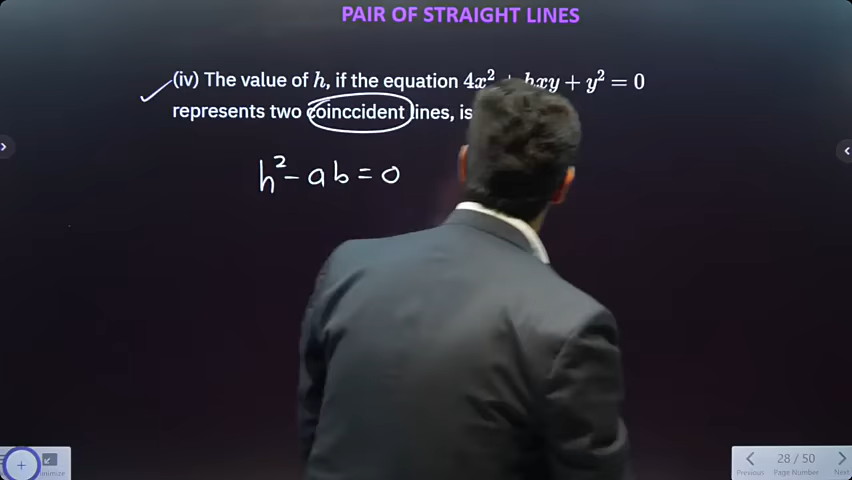 PAIR OF STRAIGHT LINES
(iv) The value of h, if the equation 4x² + hxy + y² = 0
represents two coinccident lines, is
h² - ab = 0
Minimize
28 / 50
Previous Page Number Next